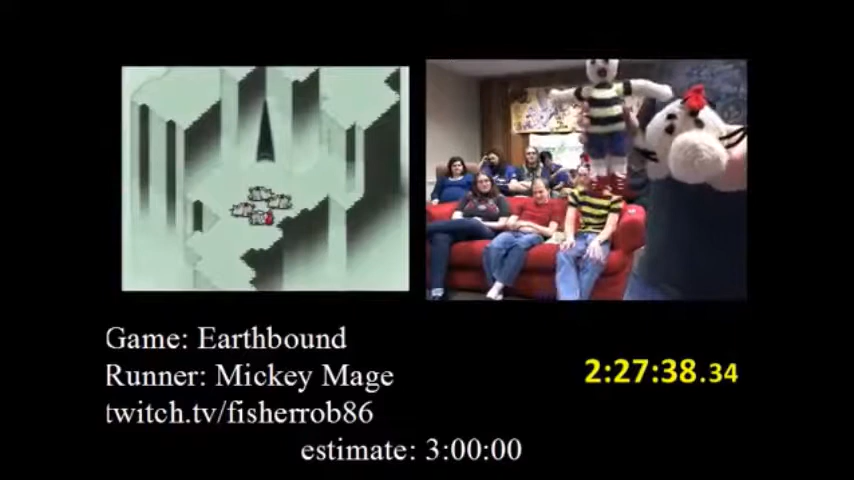 Game: Earthbound
Runner: Mickey Mage
twitch.tv/fisherrob86
estimate: 3:00:00
2:27:38.34